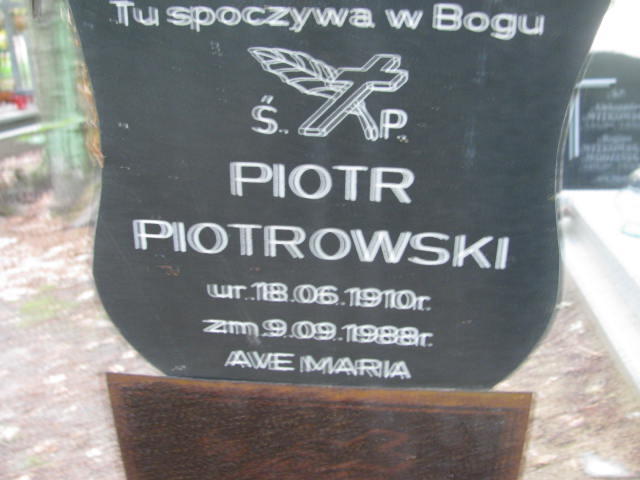 Tu spoczywa w Bogu
Ś. P.
PIOTR
PIOTROWSKI
ur. 18.06.1910r.
zm. 9.09.1988r.
AVE MARIA